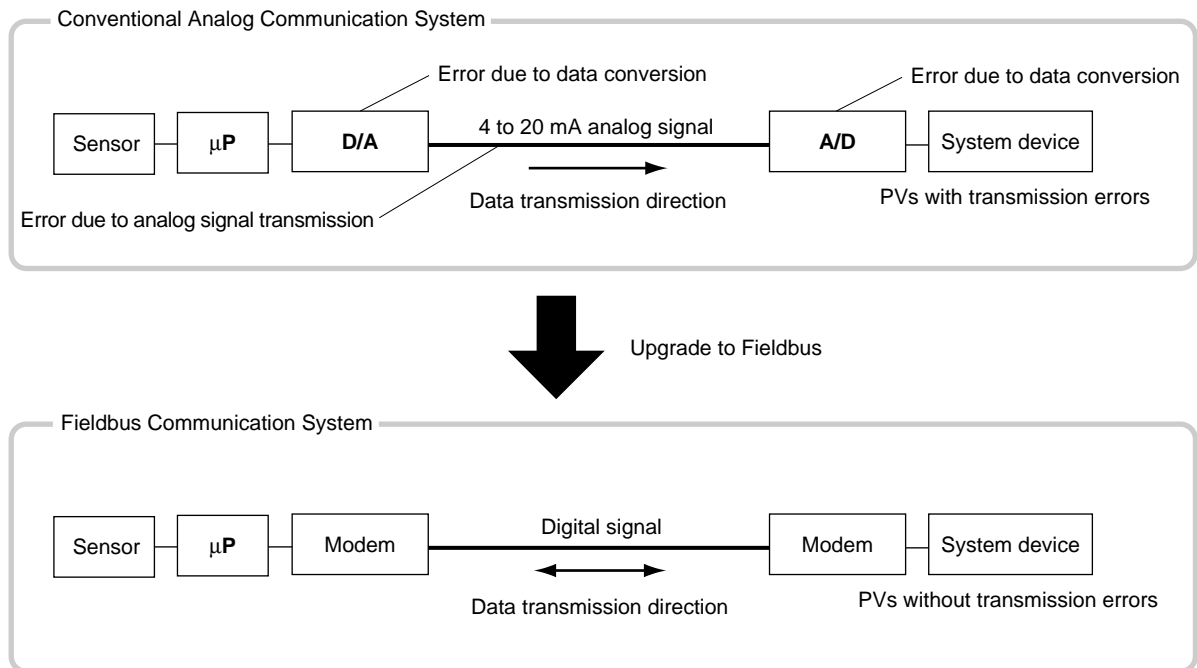 Conventional Analog Communication System
Error due to data conversion
Error due to data conversion
Sensor
μP
D/A
4 to 20 mA analog signal
A/D
System device
Data transmission direction
PVs with transmission errors
Error due to analog signal transmission
Upgrade to Fieldbus
Fieldbus Communication System
Sensor
μP
Modem
Digital signal
Modem
System device
Data transmission direction
PVs without transmission errors